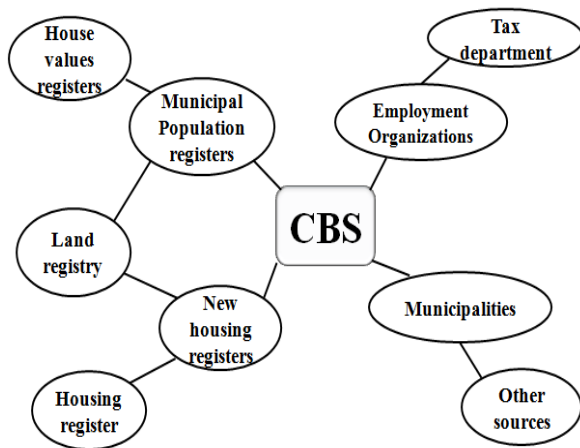 House
values
registers
Tax
department
Municipal
Population
registers
Employment
Organizations
CBS
Land
registry
New
housing
registers
Municipalities
Housing
register
Other
sources